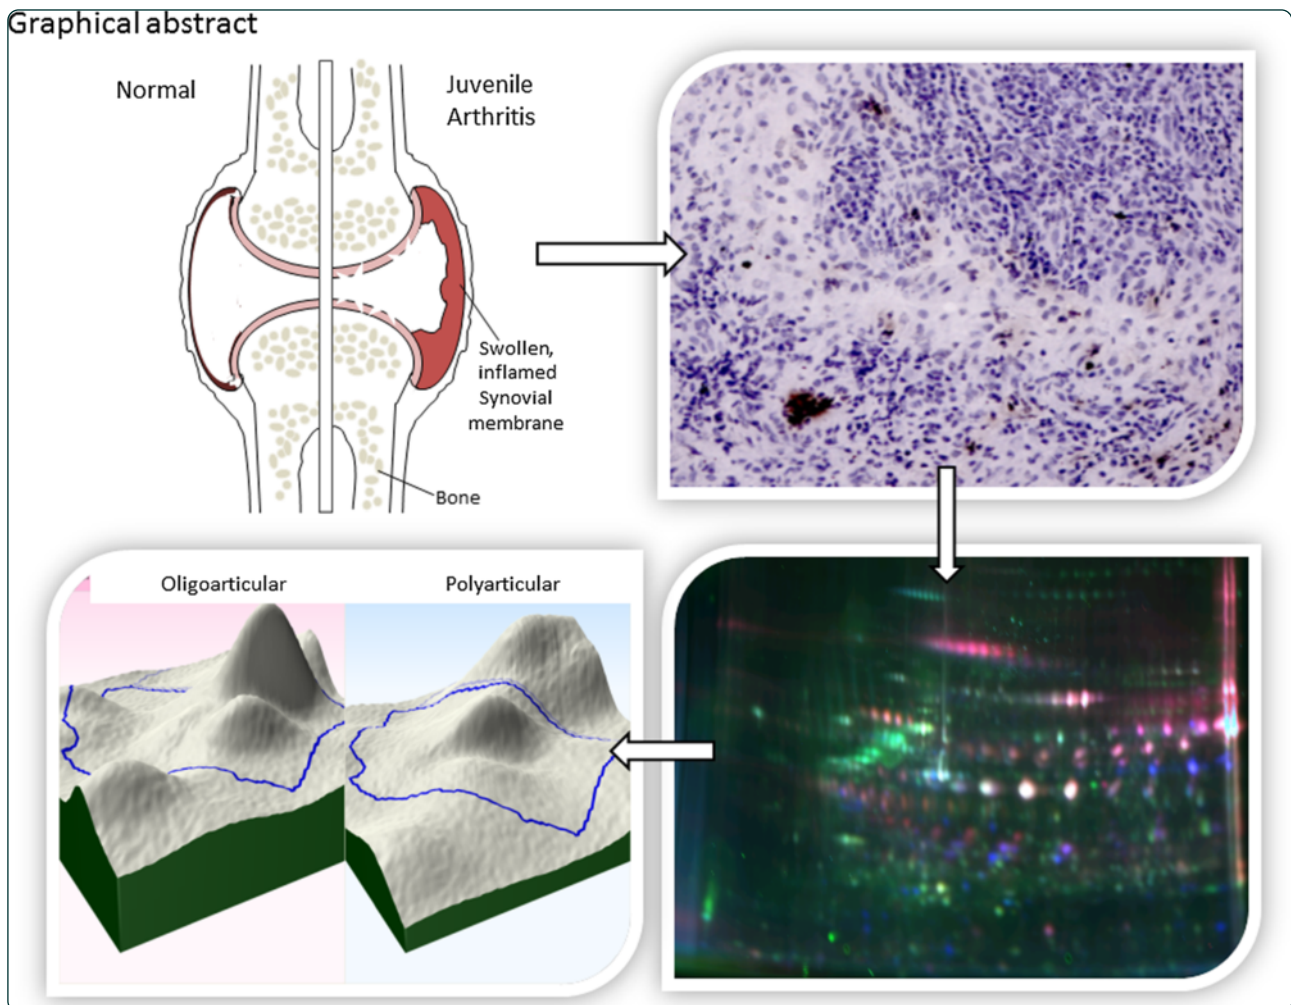 Graphical abstract
Normal
Juvenile
Arthritis
Swollen,
inflamed
Synovial
membrane
Bone
Oligoarticular
Polyarticular